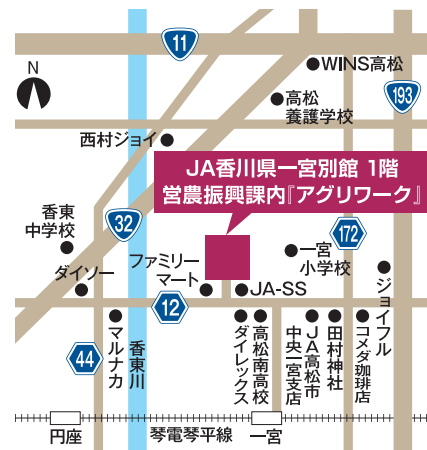 11
N
WINS高松
193
高松
養護学校
西村ジョイ
JA香川県一宮別館 1階
営農振興課内『アグリワーク』
香東
中学校
32
172
一宮
小学校
ダイソー
ファミリー
マート
JA-SS
ジョイフル
12
44
マルナカ
香東川
ダイレックス
高松南高校
JA高松市
中央一宮支店
田村神社
コメダ珈琲店
円座
琴電琴平線
一宮